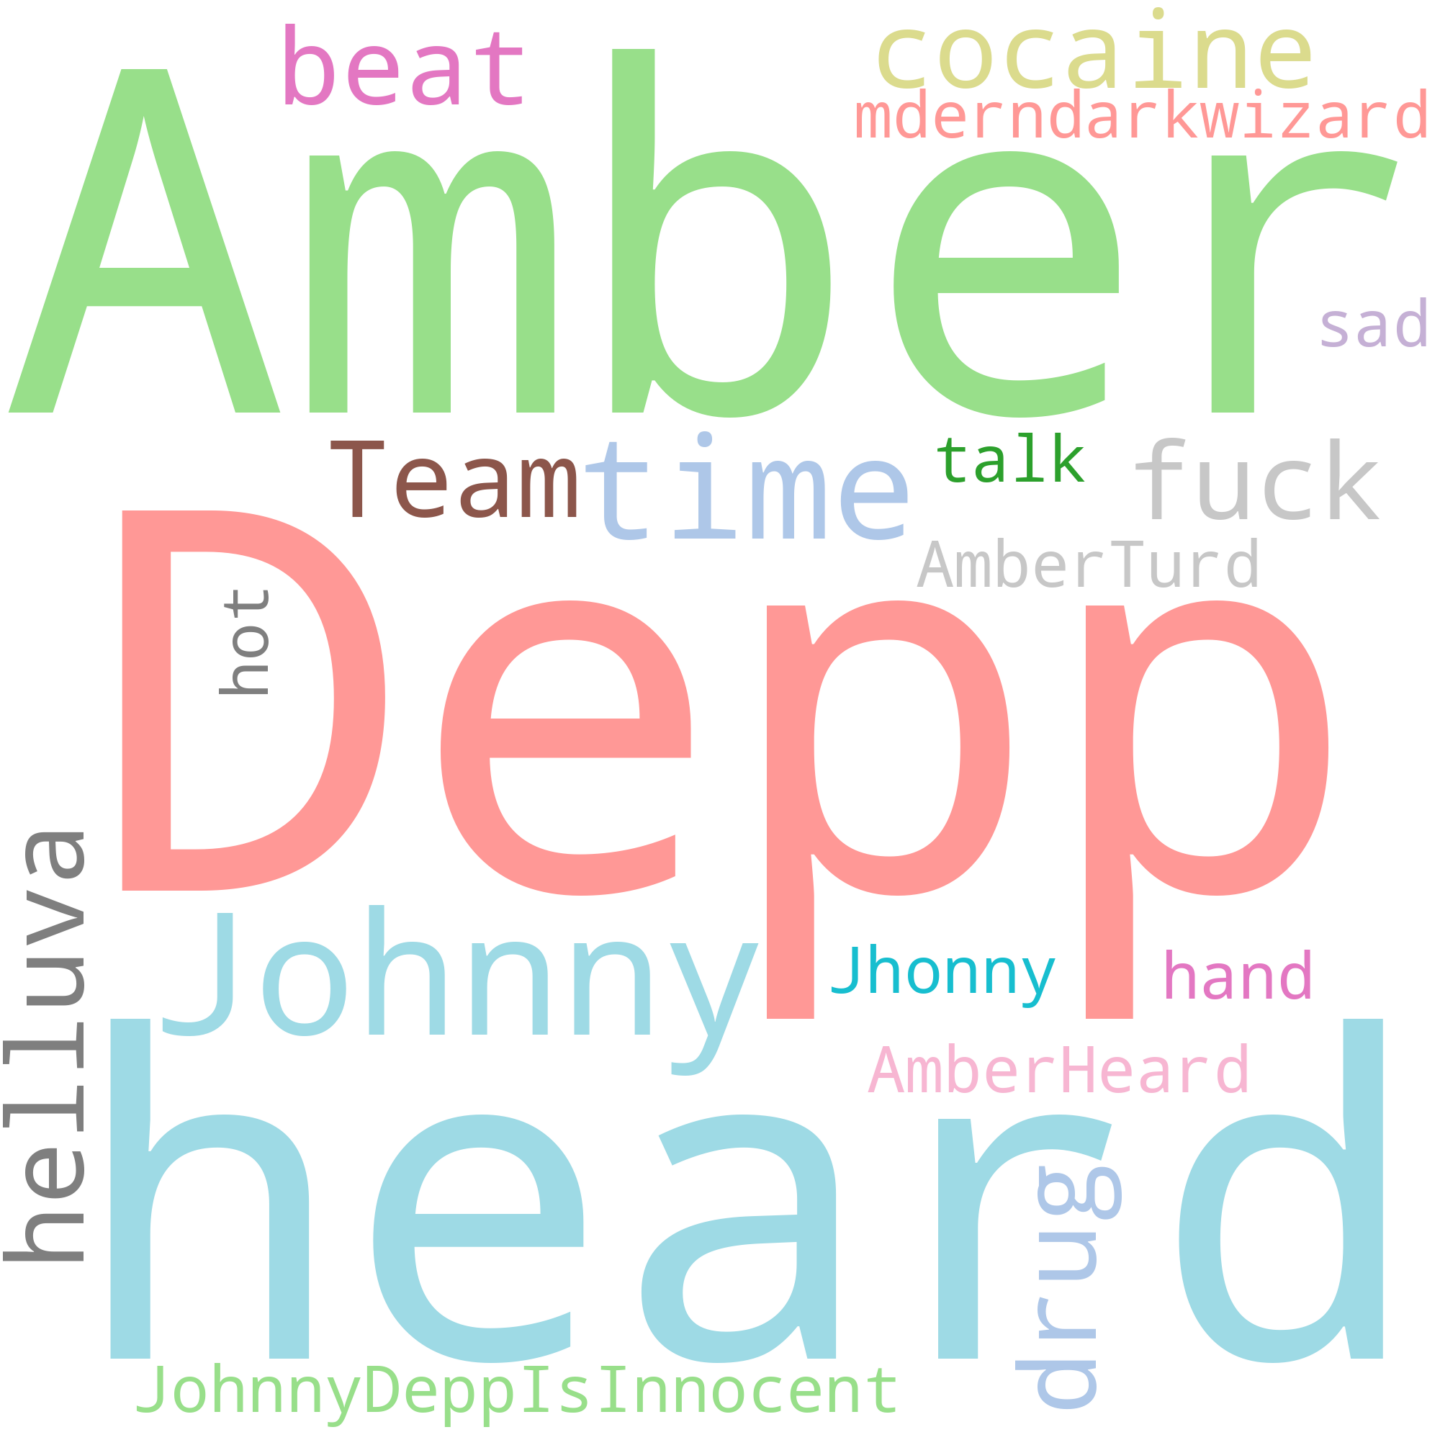 beat
cocaine
mderndarkwizard
Amber
sad
Team
time
talk
fuck
AmberTurd
Depp
hot
helluva
Johnny
Jhonny
hand
AmberHeard
heard
drug
JohnnyDeppIsInnocent